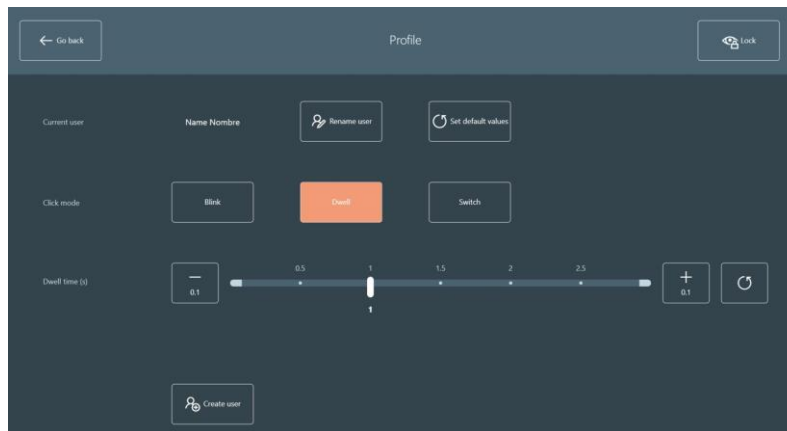 Go back
Profile
Lock
Current user
Name Nombre
Rename user
Set default values
Click mode
Blink
Dwell
Switch
Dwell time (s)
0.1
0.5
1
1.5
2
2.5
1
0.1
Create user